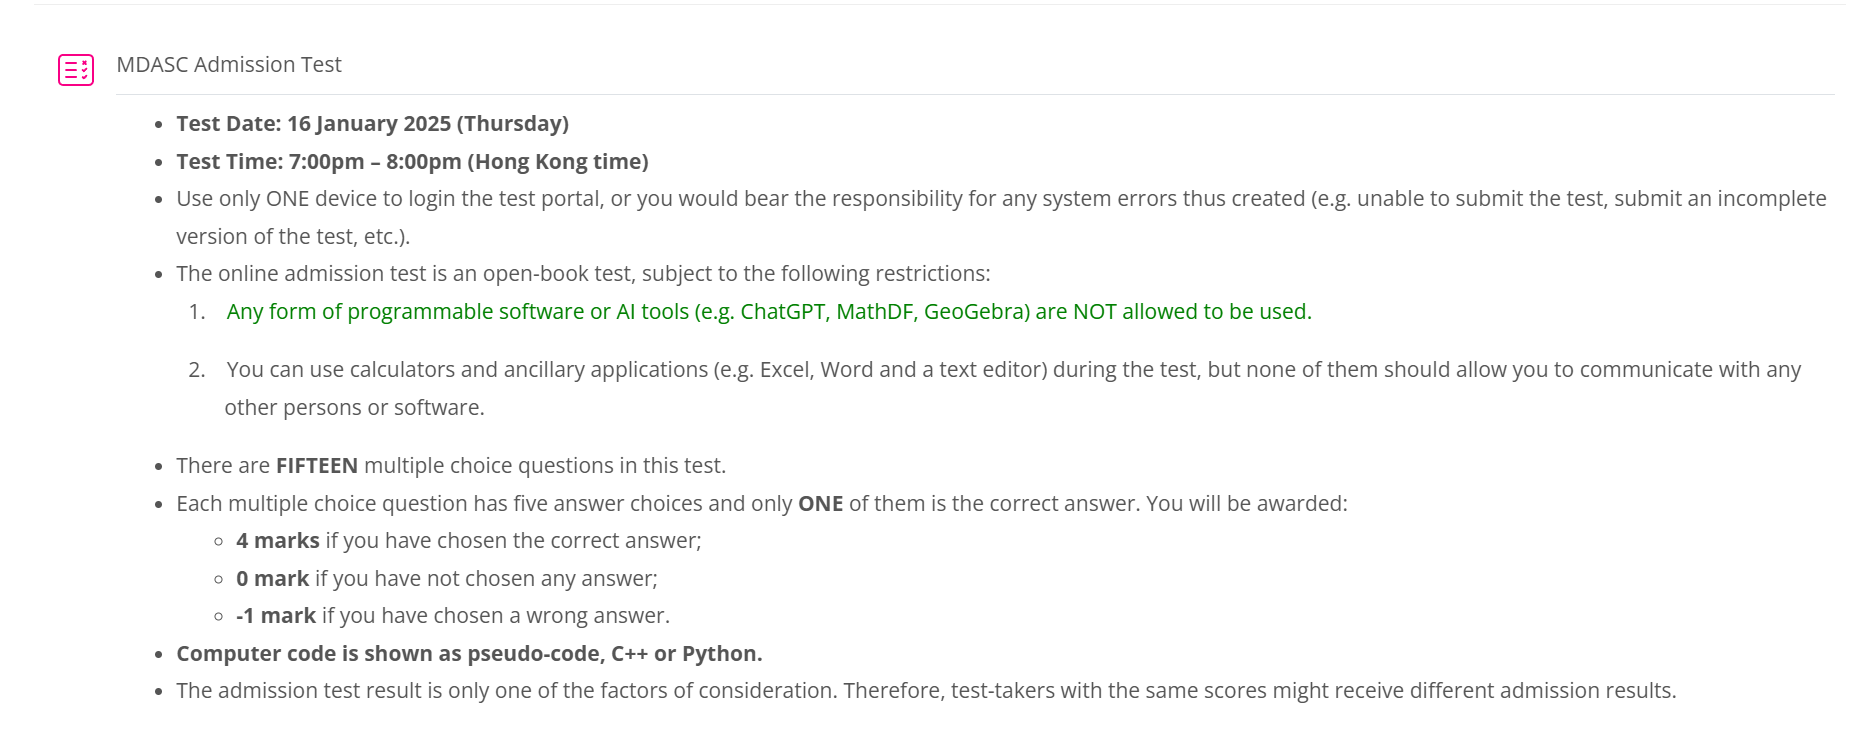 MDASC Admission Test
• Test Date: 16 January 2025 (Thursday)
• Test Time: 7:00pm – 8:00pm (Hong Kong time)
• Use only ONE device to login the test portal, or you would bear the responsibility for any system errors thus created (e.g. unable to submit the test, submit an incomplete
version of the test, etc.).
• The online admission test is an open-book test, subject to the following restrictions:
1. Any form of programmable software or AI tools (e.g. ChatGPT, MathDF, GeoGebra) are NOT allowed to be used.
2. You can use calculators and ancillary applications (e.g. Excel, Word and a text editor) during the test, but none of them should allow you to communicate with any
other persons or software.
• There are FIFTEEN multiple choice questions in this test.
• Each multiple choice question has five answer choices and only ONE of them is the correct answer. You will be awarded:
◦ 4 marks if you have chosen the correct answer;
◦ 0 mark if you have not chosen any answer;
◦ -1 mark if you have chosen a wrong answer.
• Computer code is shown as pseudo-code, C++ or Python.
• The admission test result is only one of the factors of consideration. Therefore, test-takers with the same scores might receive different admission results.